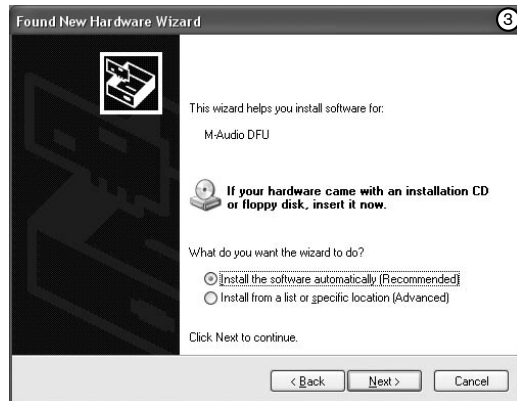 Found New Hardware Wizard
3
This wizard helps you install software for:
M-Audio DFU
If your hardware came with an installation CD
or floppy disk, insert it now.
What do you want the wizard to do?
Install the software automatically (Recommended)
Install from a list or specific location (Advanced)
Click Next to continue.
< Back Next > Cancel